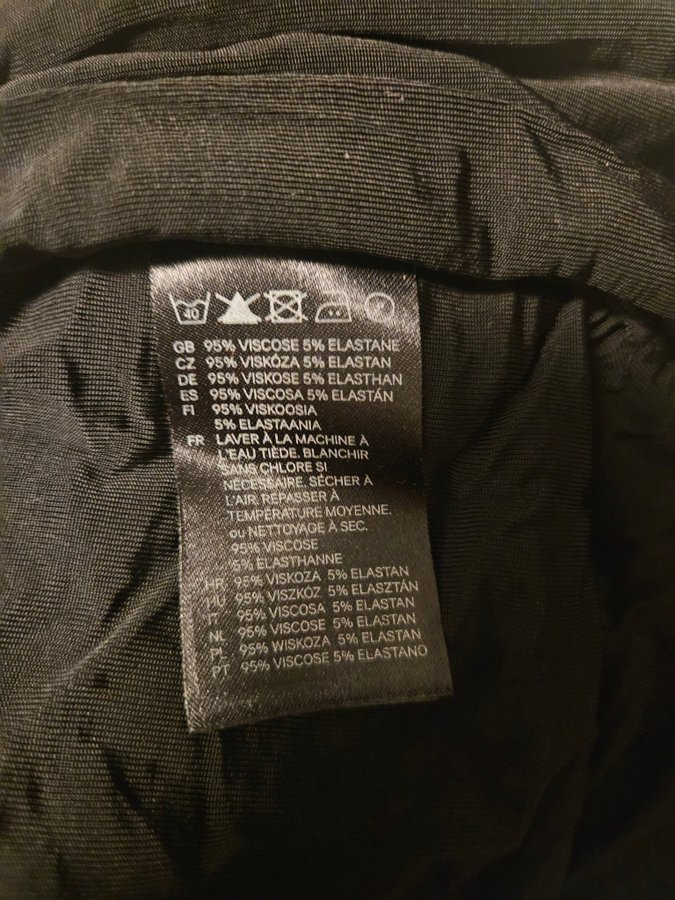 40
GB 95% VISCOSE 5% ELASTANE
CZ 95% VISKÓZA 5% ELASTAN
DE 95% VISKOSE 5% ELASTHAN
ES 95% VISCOSA 5% ELASTÁN
FI 95% VISKOOSIA
5% ELASTAANIA
FR LAVER À LA MACHINE À
L'EAU TIÈDE. BLANCHIR
SANS CHLORE SI
NÉCESSAIRE. SÉCHER À
L'AIR. REPASSER À
TEMPÉRATURE MOYENNE.
OU NETTOYAGE À SEC.
95% VISCOSE
5% ÉLASTHANNE
HR 95% VISKOZA 5% ELASTAN
HU 95% VISZKÓZ 5% ELASZTÁN
IT 95% VISCOSA 5% ELASTAN
NL 95% VISCOSE 5% ELASTAN
PL 95% WISKOZA 5% ELASTAN
PT 95% VISCOSE 5% ELASTANO